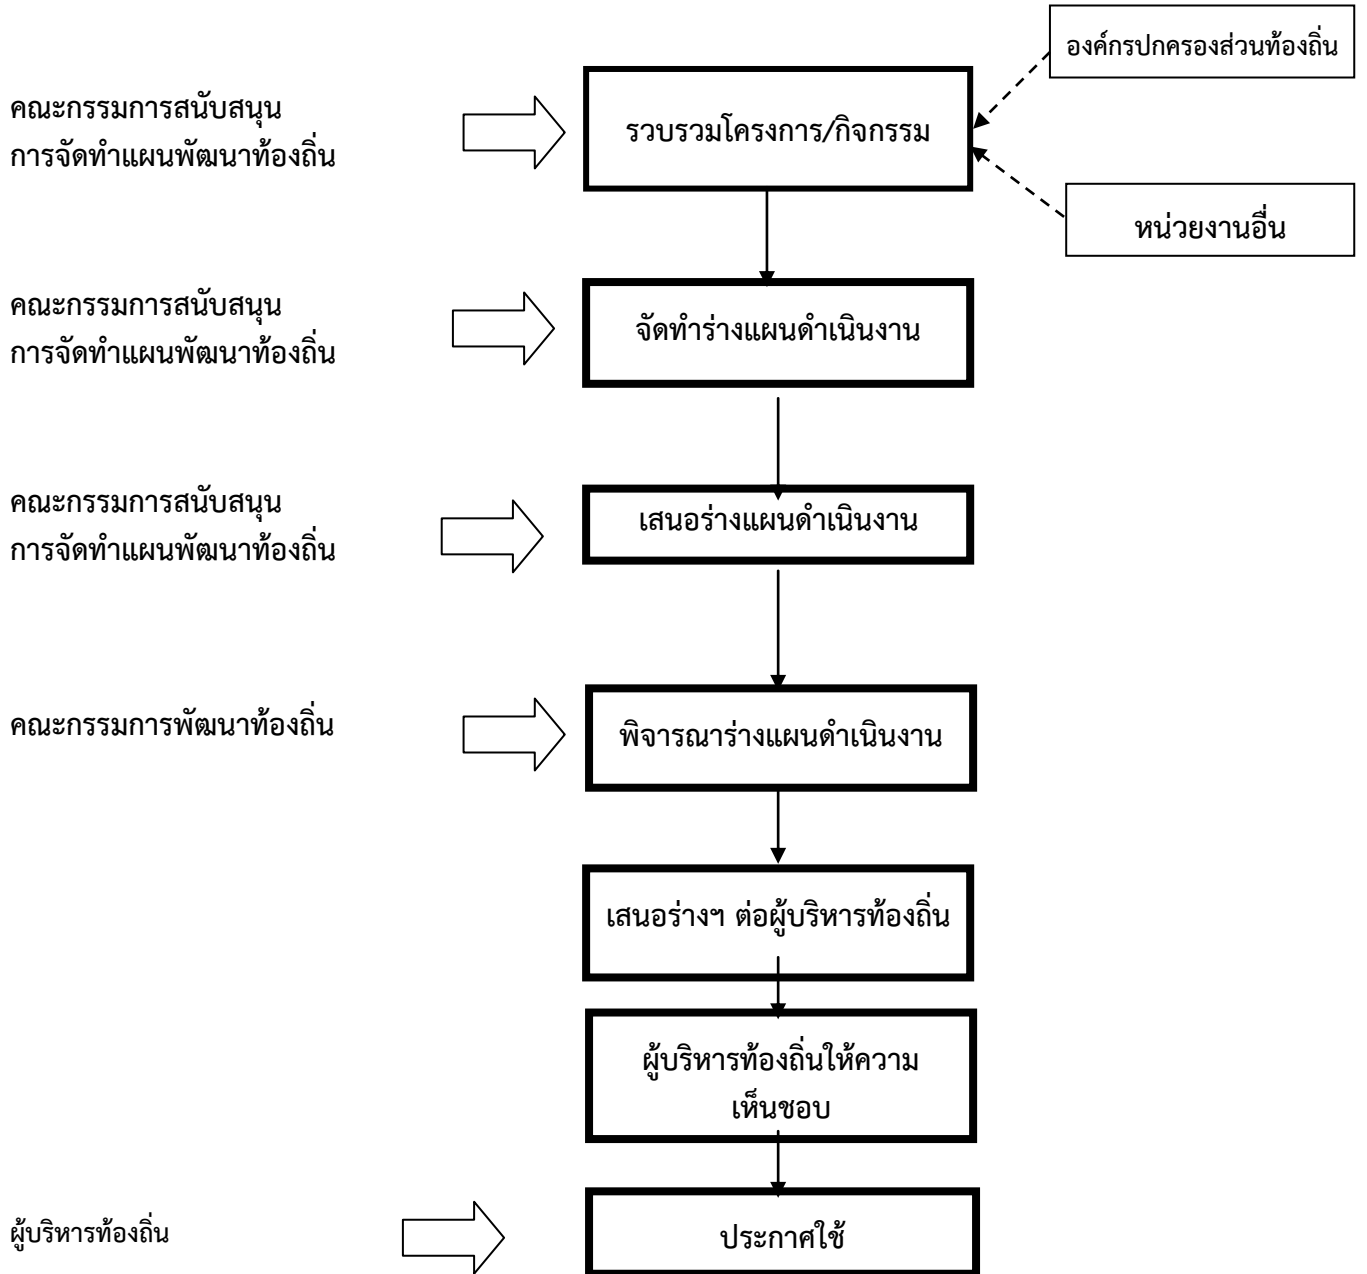 องค์กรปกครองส่วนท้องถิ่น
คณะกรรมการสนับสนุน
การจัดทำแผนพัฒนาท้องถิ่น
รวบรวมโครงการ/กิจกรรม
หน่วยงานอื่น
คณะกรรมการสนับสนุน
การจัดทำแผนพัฒนาท้องถิ่น
จัดทำร่างแผนดำเนินงาน
คณะกรรมการสนับสนุน
การจัดทำแผนพัฒนาท้องถิ่น
เสนอร่างแผนดำเนินงาน
คณะกรรมการพัฒนาท้องถิ่น
พิจารณาร่างแผนดำเนินงาน
เสนอร่างฯ ต่อผู้บริหารท้องถิ่น
ผู้บริหารท้องถิ่นให้ความ
เห็นชอบ
ผู้บริหารท้องถิ่น
ประกาศใช้